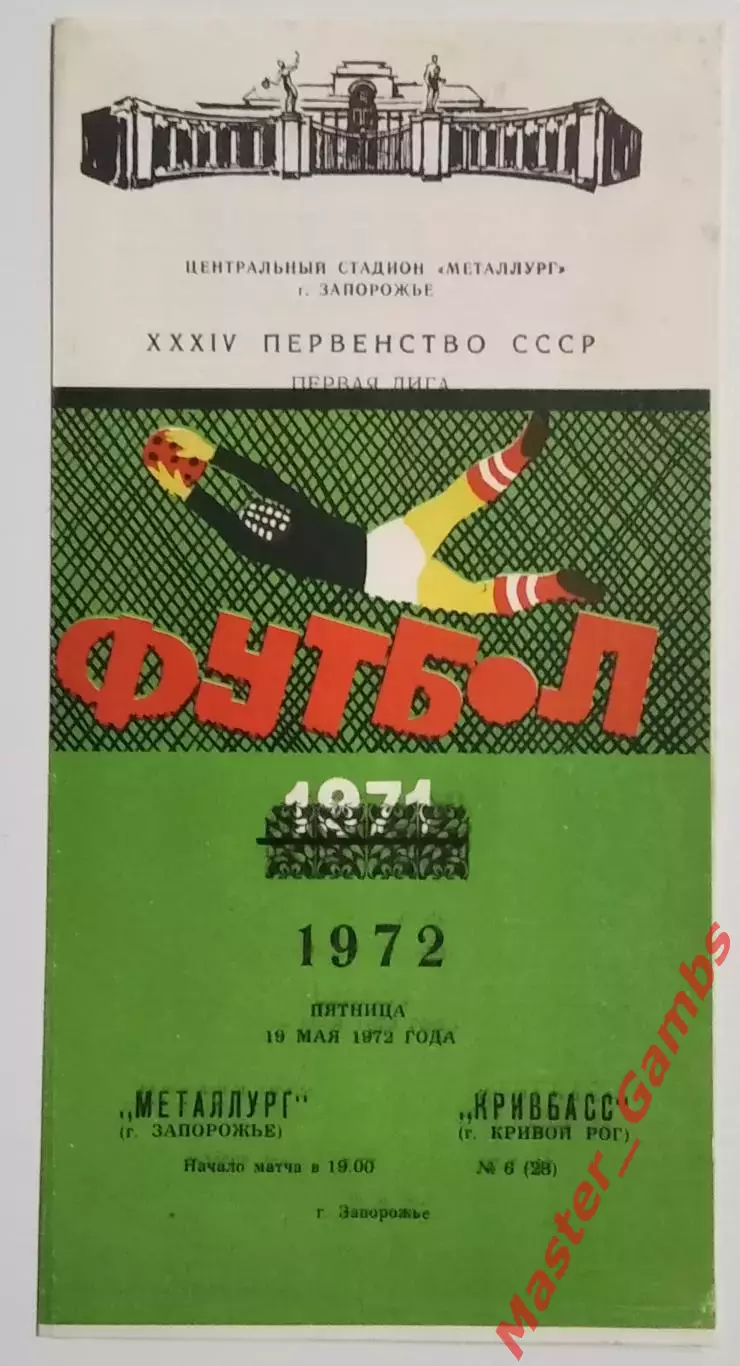 ЦЕНТРАЛЬНЫЙ СТАДИОН «МЕТАЛЛУРГ»
г. ЗАПОРОЖЬЕ
XXXIV ПЕРВЕНСТВО СССР
ПЕРВАЯ ЛИГА
ФУТБОЛ
1971
1972
ПЯТНИЦА
19 МАЯ 1972 ГОДА
„МЕТАЛЛУРГ" „КРИВБАСС"
(г. ЗАПОРОЖЬЕ) (г. КРИВОЙ РОГ)
Начало матча в 19.00 № 6 (28)
г. Запорожье
Master_Gambs